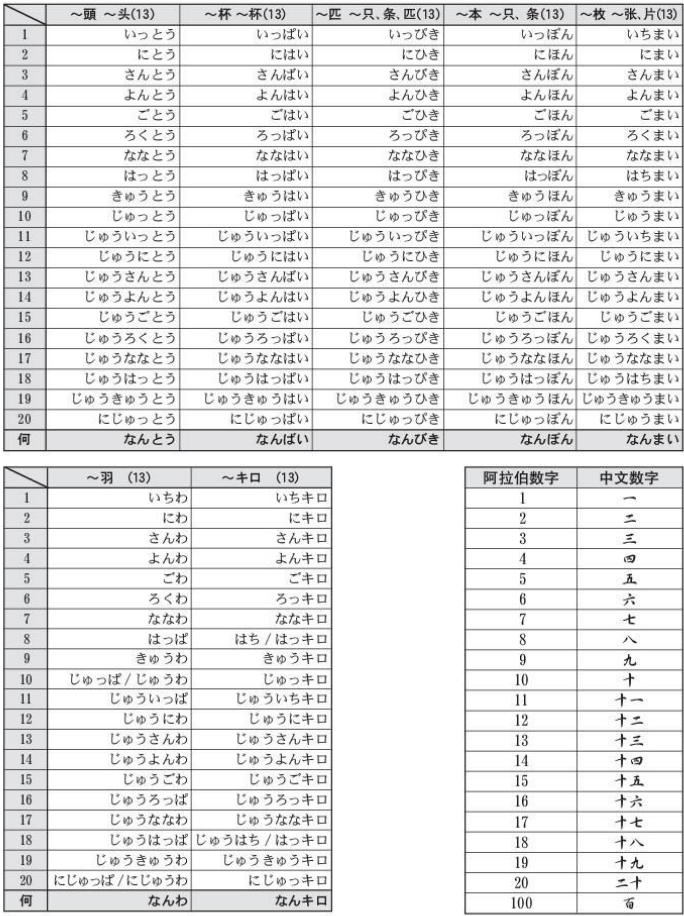 ～頭 ～头(13) ～杯 ～杯(13) ～匹 ～只、条、匹(13) ～本 ～只、条(13) ～枚 ～张、片(13)
1 いっとう いっぱい いっぴき いっぽん いちまい
2 にとう にはい にひき にほん にまい
3 さんとう さんばい さんびき さんぼん さんまい
4 よんとう よんはい よんひき よんほん よんまい
5 ごとう ごはい ごひき ごほん ごまい
6 ろくとう ろっぱい ろっぴき ろっぽん ろくまい
7 ななとう ななはい ななひき ななほん ななまい
8 はっとう はっぱい はっぴき はっぽん はちまい
9 きゅうとう きゅうはい きゅうひき きゅうほん きゅうまい
10 じゅっとう じゅっぱい じゅっぴき じゅっぽん じゅうまい
11 じゅういっとう じゅういっぱい じゅういっぴき じゅういっぽん じゅういちまい
12 じゅうにとう じゅうにはい じゅうにひき じゅうにほん じゅうにまい
13 じゅうさんとう じゅうさんばい じゅうさんびき じゅうさんぼん じゅうさんまい
14 じゅうよんとう じゅうよんはい じゅうよんひき じゅうよんほん じゅうよんまい
15 じゅうごとう じゅうごはい じゅうごひき じゅうごほん じゅうごまい
16 じゅうろくとう じゅうろっぱい じゅうろっぴき じゅうろっぽん じゅうろくまい
17 じゅうななとう じゅうななはい じゅうななひき じゅうななほん じゅうななまい
18 じゅうはっとう じゅうはっぱい じゅうはっぴき じゅうはっぽん じゅうはちまい
19 じゅうきゅうとう じゅうきゅうはい じゅうきゅうひき じゅうきゅうほん じゅうきゅうまい
20 にじゅっとう にじゅっぱい にじゅっぴき にじゅっぽん にじゅうまい
何 なんとう なんばい なんびき なんぼん なんまい
～羽 (13) ～キロ (13)
1 いちわ いちキロ
2 にわ にキロ
3 さんわ さんキロ
4 よんわ よんキロ
5 ごわ ごキロ
6 ろくわ ろっキロ
7 ななわ ななキロ
8 はっぱ はち / はっキロ
9 きゅうわ きゅうキロ
10 じゅっぱ / じゅうわ じゅっキロ
11 じゅういっぱ じゅういちキロ
12 じゅうにわ じゅうにキロ
13 じゅうさんわ じゅうさんキロ
14 じゅうよんわ じゅうよんキロ
15 じゅうごわ じゅうごキロ
16 じゅうろっぱ じゅうろっキロ
17 じゅうななわ じゅうななキロ
18 じゅうはっぱ じゅうはち / はっキロ
19 じゅうきゅうわ じゅうきゅうキロ
20 にじゅっぱ / にじゅうわ にじゅっキロ
何 なんわ なんキロ
阿拉伯数字 中文数字
1 一
2 二
3 三
4 四
5 五
6 六
7 七
8 八
9 九
10 十
11 十一
12 十二
13 十三
14 十四
15 十五
16 十六
17 十七
18 十八
19 十九
20 二十
100 百